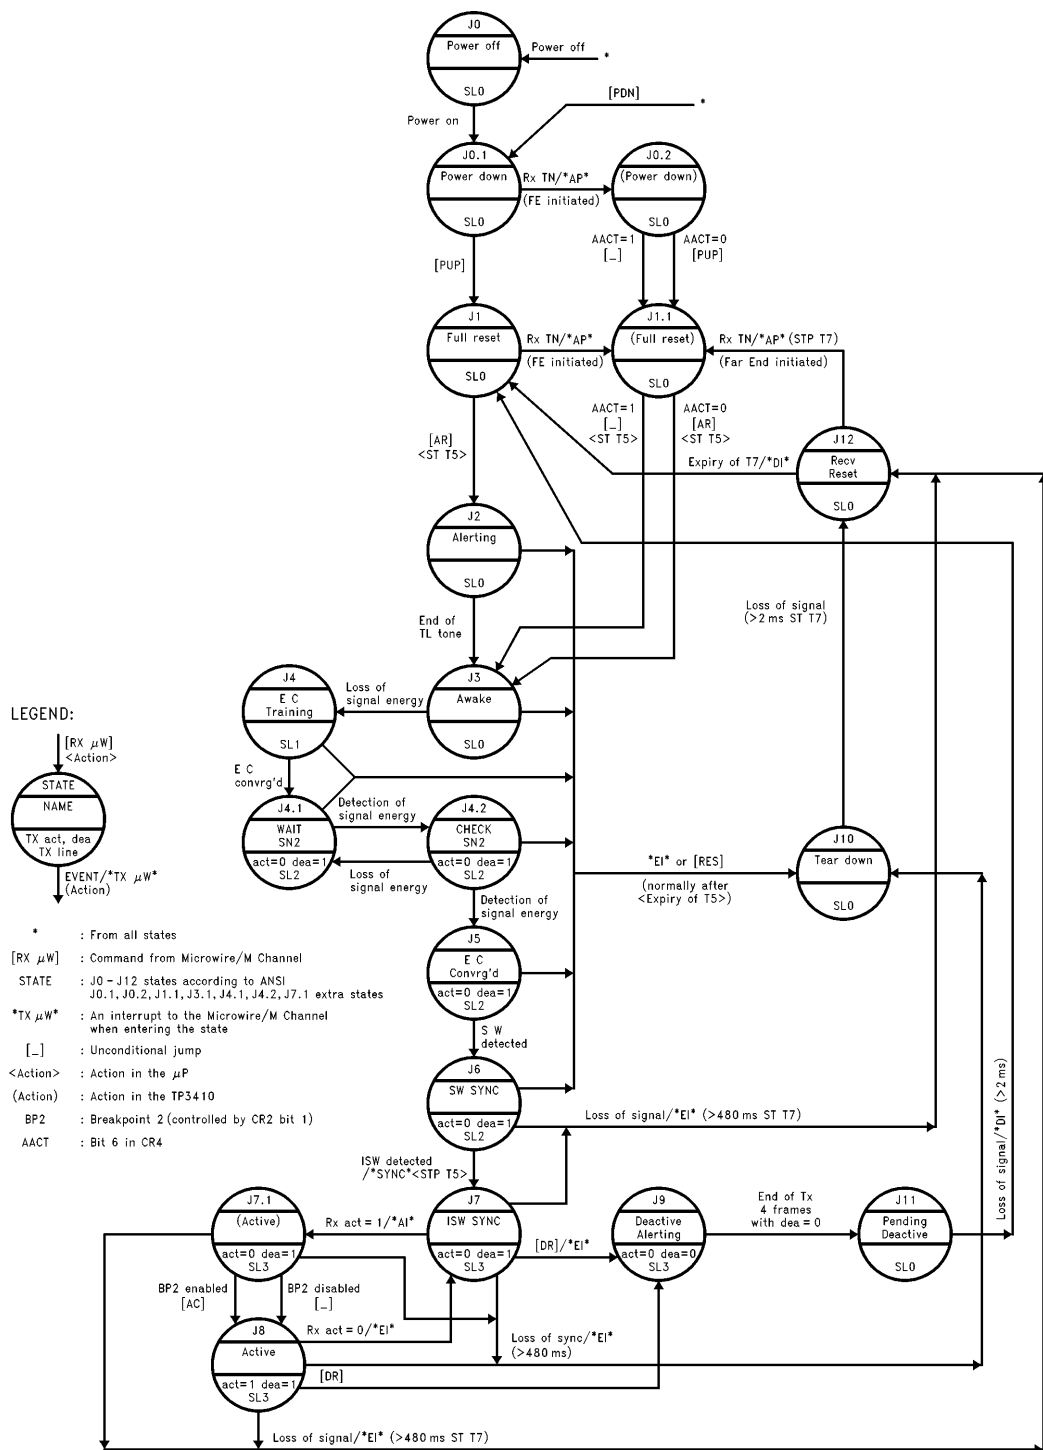 J0
Power off
SL0
Power off
*
Power on
[PDN]
*
J0.1
Power down
SL0
Rx TN/*AP*
(FE initiated)
J0.2
(Power down)
SL0
[PUP]
AACT=1
[_]
AACT=0
[PUP]
J1
Full reset
SL0
Rx TN/*AP*
(FE initiated)
J1.1
(Full reset)
SL0
Rx TN/*AP* (STP T7)
(Far End initiated)
[AR]
<ST T5>
AACT=1
[_]
<ST T5>
AACT=0
[AR]
<ST T5>
Expiry of T7/*DI*
J12
Recv
Reset
SL0
J2
Alerting
SL0
End of
TL tone
Loss of signal
(>2 ms ST T7)
J4
E C
Training
SL1
Loss of
signal energy
J3
Awake
SL0
E C
convrg'd
J4.1
WAIT
SN2
act=0 dea=1
SL2
Detection of
signal energy
Loss of
signal energy
J4.2
CHECK
SN2
act=0 dea=1
SL2
*EI* or [RES]
(normally after
<Expiry of T5>)
J10
Tear down
SL0
Detection of
signal energy
J5
E C
Convrg'd
act=0 dea=1
SL2
S W
detected
J6
SW SYNC
act=0 dea=1
SL2
Loss of signal/*EI* (>480 ms ST T7)
Loss of signal/*DI* (>2 ms)
ISW detected
/*SYNC*<STP T5>
J7.1
(Active)
act=0 dea=1
SL3
Rx act = 1/*AI*
J7
ISW SYNC
act=0 dea=1
SL3
[DR]/*EI*
J9
Deactive
Alerting
act=0 dea=0
SL3
End of Tx
4 frames
with dea = 0
J11
Pending
Deactive
SL0
BP2 enabled
[AC]
BP2 disabled
[_]
J8
Active
act=1 dea=1
SL3
Rx act = 0/*EI*
Loss of sync/*EI*
(>480 ms)
[DR]
Loss of signal/*EI* (>480 ms ST T7)
LEGEND:
[RX μW]
<Action>
STATE
NAME
TX act, dea
TX line
EVENT/*TX μW*
(Action)
* : From all states
[RX μW] : Command from Microwire/M Channel
STATE : J0 – J12 states according to ANSI
J0.1, J0.2, J1.1, J3.1, J4.1, J4.2, J7.1 extra states
*TX μW* : An interrupt to the Microwire/M Channel
when entering the state
[_] : Unconditional jump
<Action> : Action in the μP
(Action) : Action in the TP3410
BP2 : Breakpoint 2 (controlled by CR2 bit 1)
AACT : Bit 6 in CR4